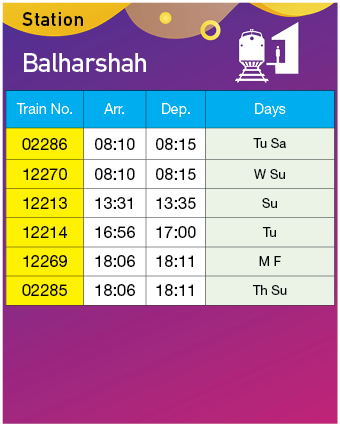 Station
Balharshah
Train No. Arr. Dep. Days
02286 08:10 08:15 Tu Sa
12270 08:10 08:15 W Su
12213 13:31 13:35 Su
12214 16:56 17:00 Tu
12269 18:06 18:11 M F
02285 18:06 18:11 Th Su